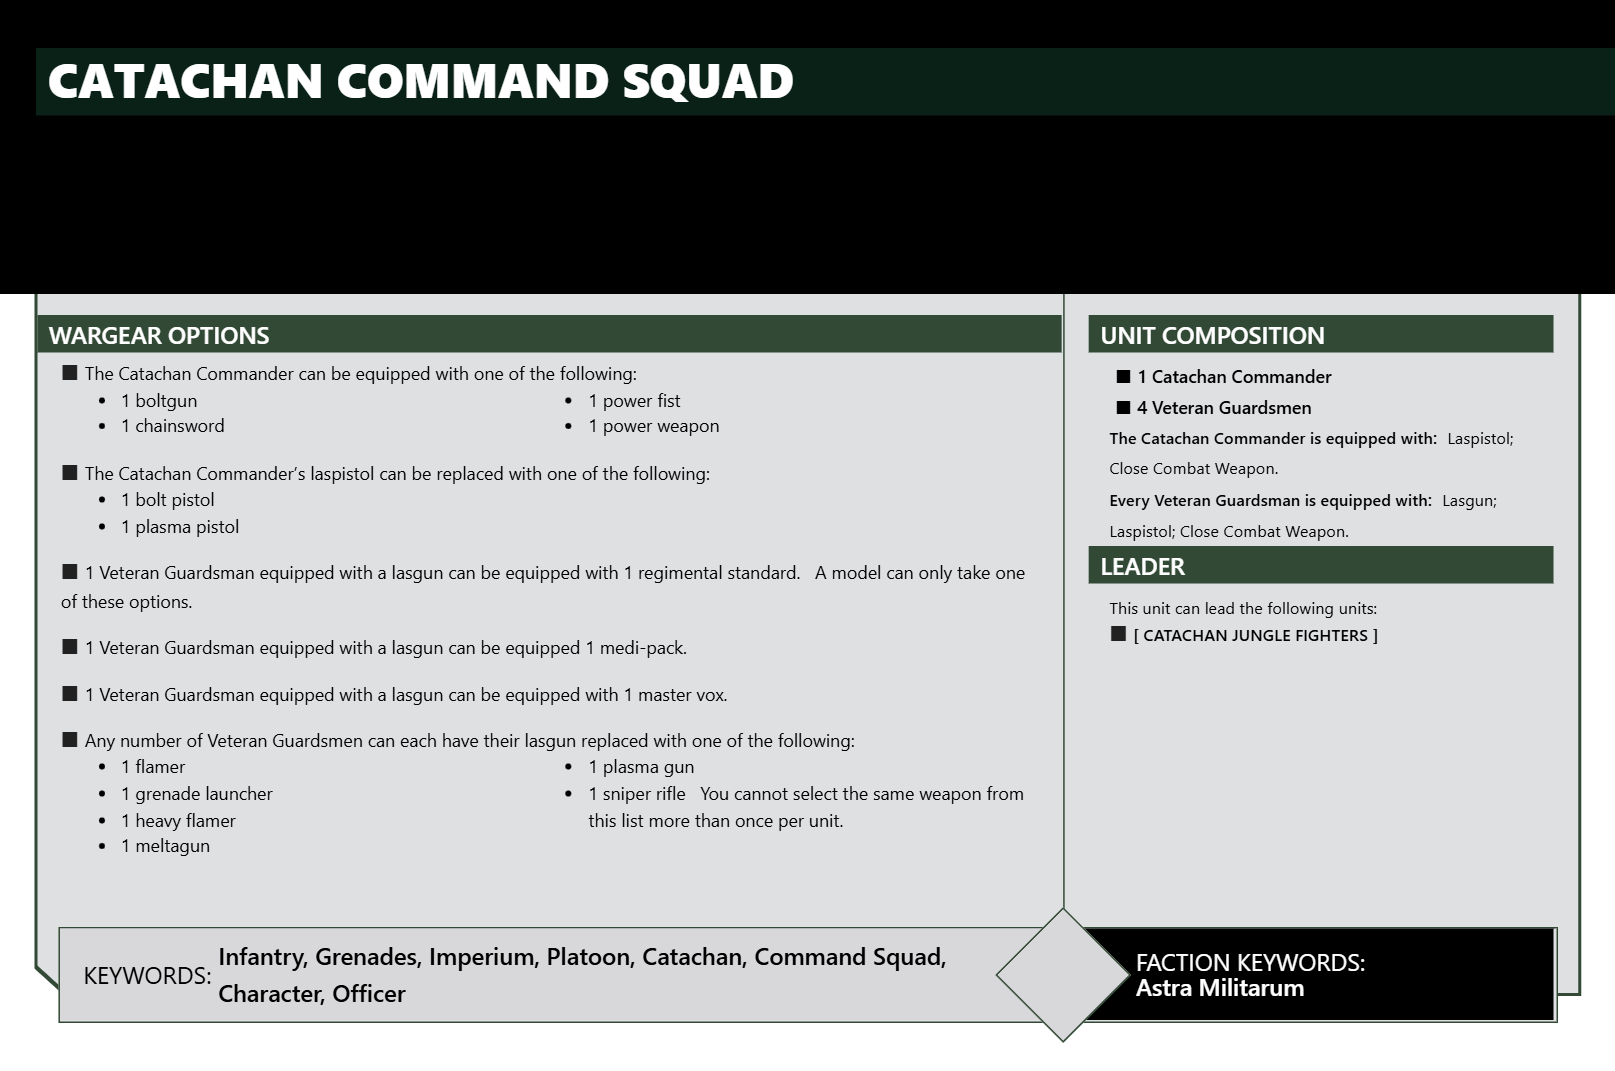 CATACHAN COMMAND SQUAD
WARGEAR OPTIONS
■ The Catachan Commander can be equipped with one of the following:
• 1 boltgun
• 1 chainsword
• 1 power fist
• 1 power weapon
■ The Catachan Commander’s laspistol can be replaced with one of the following:
• 1 bolt pistol
• 1 plasma pistol
■ 1 Veteran Guardsman equipped with a lasgun can be equipped with 1 regimental standard. A model can only take one
of these options.
■ 1 Veteran Guardsman equipped with a lasgun can be equipped 1 medi-pack.
■ 1 Veteran Guardsman equipped with a lasgun can be equipped with 1 master vox.
■ Any number of Veteran Guardsmen can each have their lasgun replaced with one of the following:
• 1 flamer
• 1 grenade launcher
• 1 heavy flamer
• 1 meltagun
• 1 plasma gun
• 1 sniper rifle You cannot select the same weapon from
this list more than once per unit.
UNIT COMPOSITION
■ 1 Catachan Commander
■ 4 Veteran Guardsmen
The Catachan Commander is equipped with: Laspistol;
Close Combat Weapon.
Every Veteran Guardsman is equipped with: Lasgun;
Laspistol; Close Combat Weapon.
LEADER
This unit can lead the following units:
■ [ CATACHAN JUNGLE FIGHTERS ]
KEYWORDS:
Infantry, Grenades, Imperium, Platoon, Catachan, Command Squad,
Character, Officer
FACTION KEYWORDS:
Astra Militarum